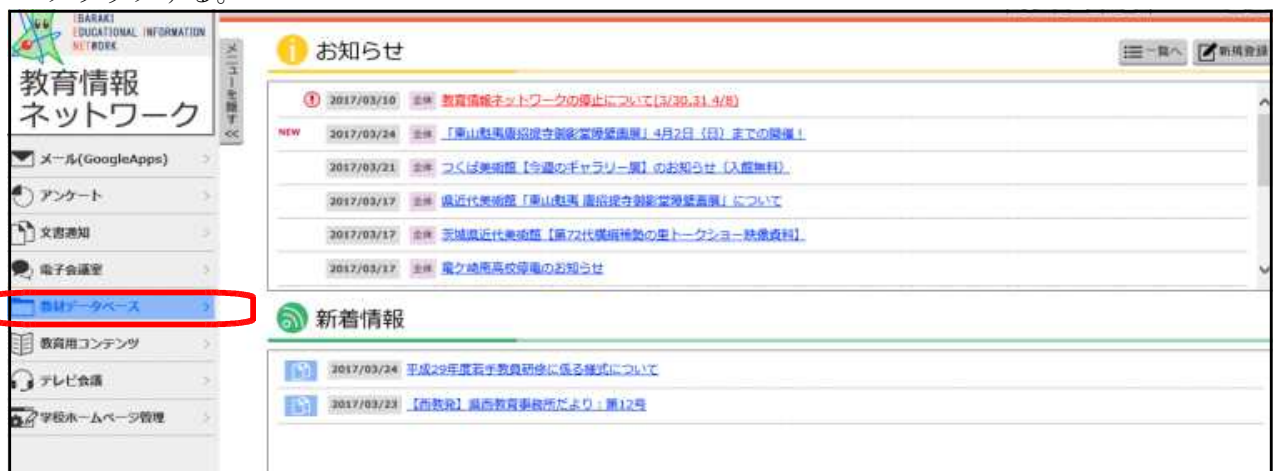 クリックする。
IBARAKI
EDUCATIONAL INFORMATION
NETWORK
教育情報
ネットワーク
メニューを隠す <<
メール(GoogleApps)
アンケート
文書通知
電子会議室
教材データベース
教育用コンテンツ
テレビ会議
学校ホームページ管理
お知らせ
一覧へ
新規登録
2017/03/10 全体 教育情報ネットワークの停止について(3/30,31,4/8)
NEW 2017/03/24 全体 「東山魁夷唐招提寺御影堂障壁画展」4月2日（日）までの開催！
2017/03/21 全体 つくば美術館【今週のギャラリー展】のお知らせ（入館無料）
2017/03/17 全体 県近代美術館「東山魁夷 唐招提寺御影堂障壁画展」について
2017/03/17 全体 茨城県近代美術館【第72代横綱稀勢の里トークショー映像資料】
2017/03/17 全体 竜ケ崎南高校停電のお知らせ
新着情報
2017/03/24 平成29年度若手教員研修に係る様式について
2017/03/23 【西教発】県西教育事務所だより：第12号